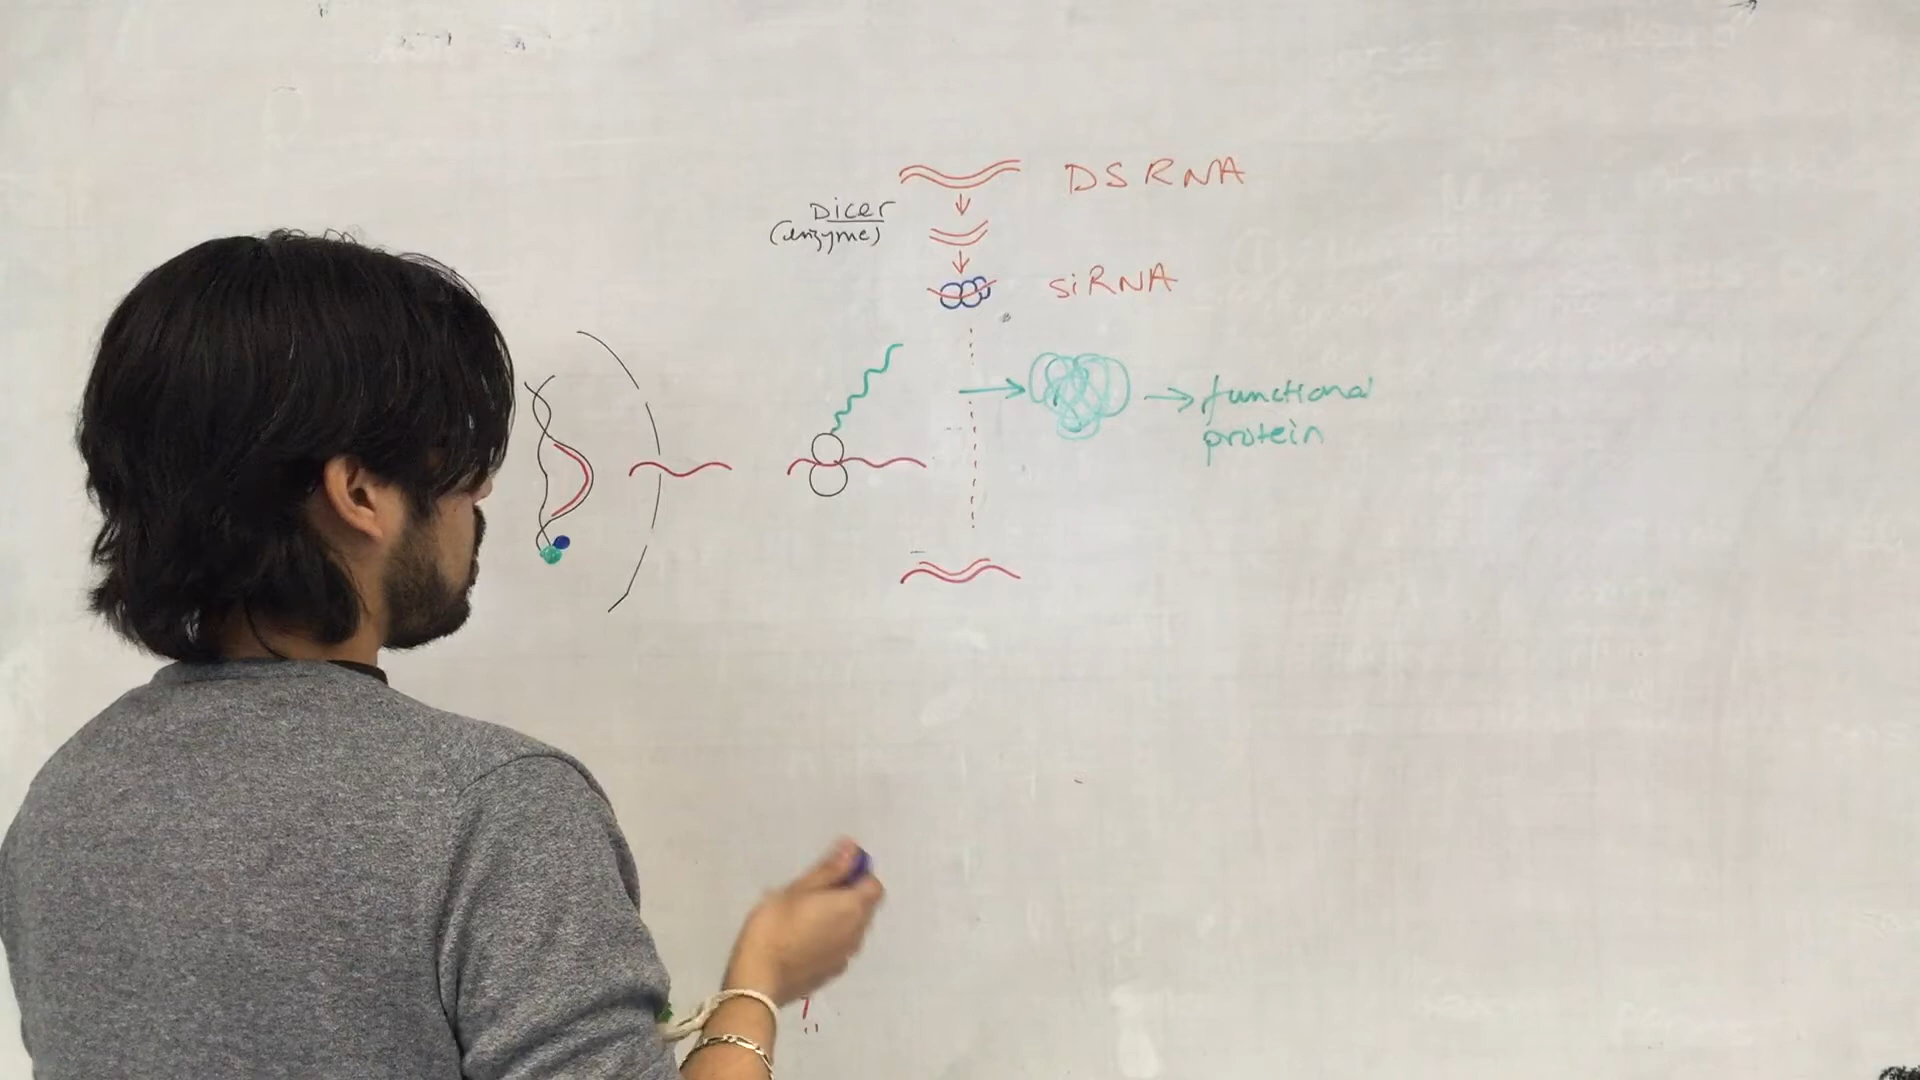 DSRNA
Dicer
(enzyme)
siRNA
functional
protein